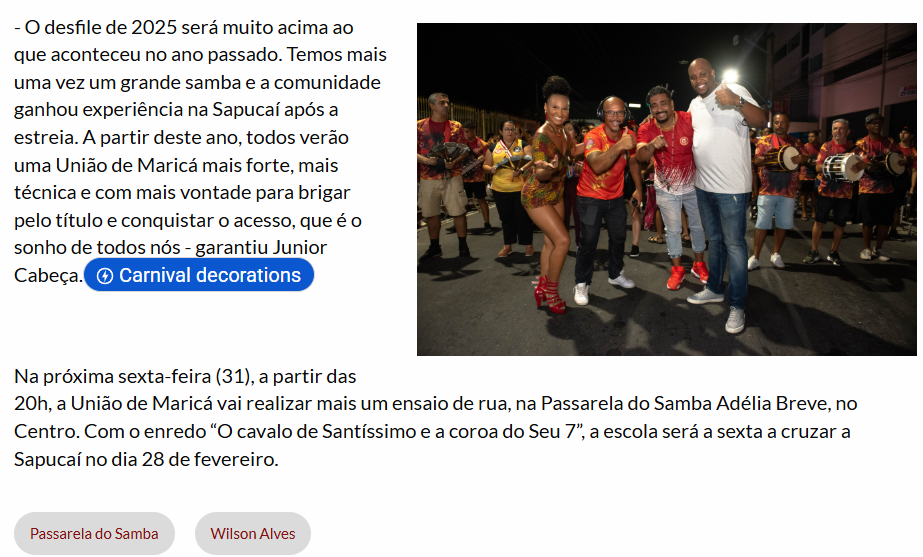 - O desfile de 2025 será muito acima ao
que aconteceu no ano passado. Temos mais
uma vez um grande samba e a comunidade
ganhou experiência na Sapucaí após a
estreia. A partir deste ano, todos verão
uma União de Maricá mais forte, mais
técnica e com mais vontade para brigar
pelo título e conquistar o acesso, que é o
sonho de todos nós - garantiu Junior
Cabeça. Carnival decorations
Na próxima sexta-feira (31), a partir das
20h, a União de Maricá vai realizar mais um ensaio de rua, na Passarela do Samba Adélia Breve, no
Centro. Com o enredo “O cavalo de Santíssimo e a coroa do Seu 7”, a escola será a sexta a cruzar a
Sapucaí no dia 28 de fevereiro.
Passarela do Samba Wilson Alves